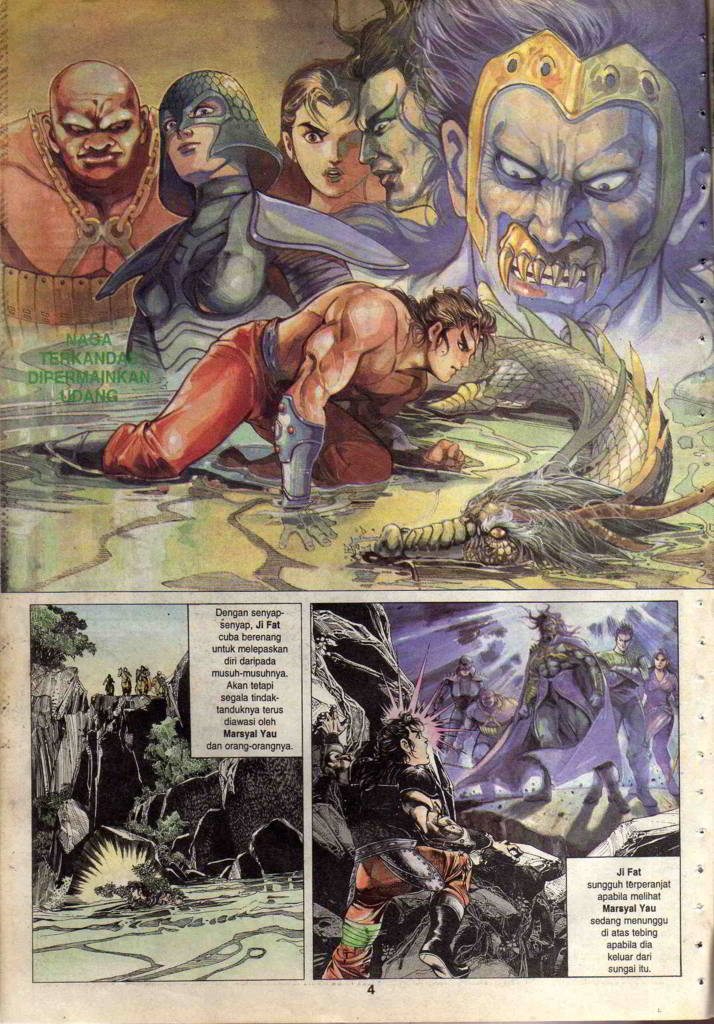 NAGA
TERKANDAS
DIPERMAINKAN
UDANG
Dengan senyap-
senyap, Ji Fat
cuba berenang
untuk melepaskan
diri daripada
musuh-musuhnya.
Akan tetapi
segala tindak-
tanduknya terus
diawasi oleh
Marsyal Yau
dan orang-orangnya.
Ji Fat
sungguh terperanjat
apabila melihat
Marsyal Yau
sedang menunggu
di atas tebing
apabila dia
keluar dari
sungai itu.
4